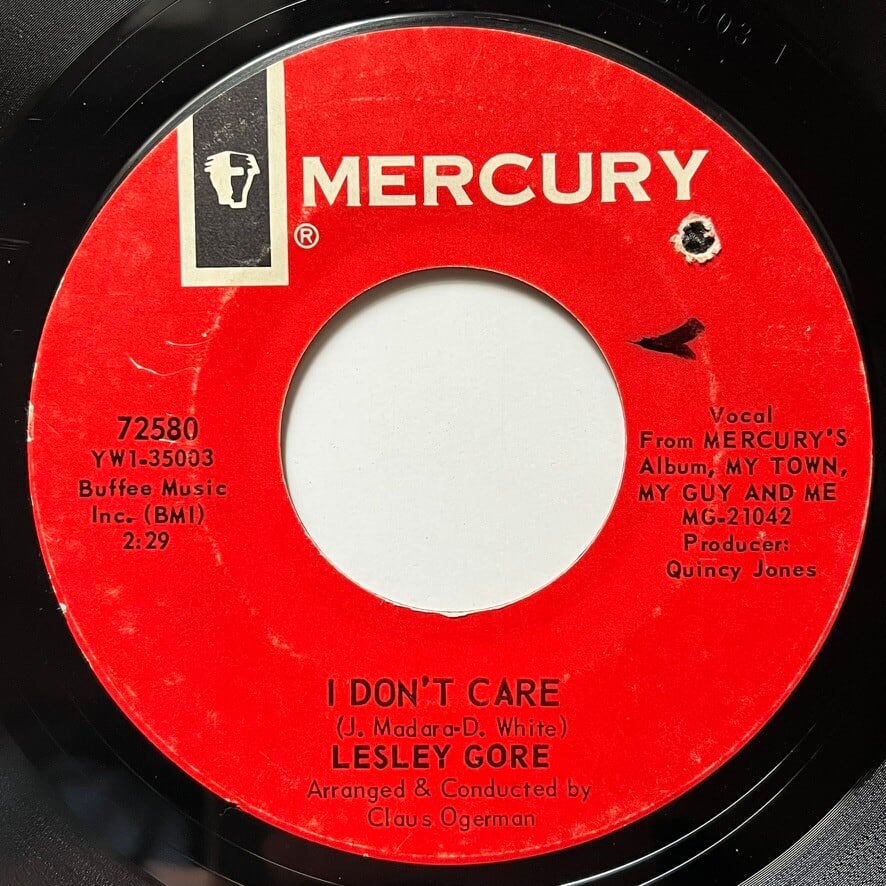 MERCURY
®
72580
YW1-35003
Buffee Music
Inc. (BMI)
2:29
Vocal
From MERCURY'S
Album, MY TOWN,
MY GUY AND ME
MG-21042
Producer:
Quincy Jones
I DON'T CARE
(J. Madara-D. White)
LESLEY GORE
Arranged & Conducted by
Claus Ogerman